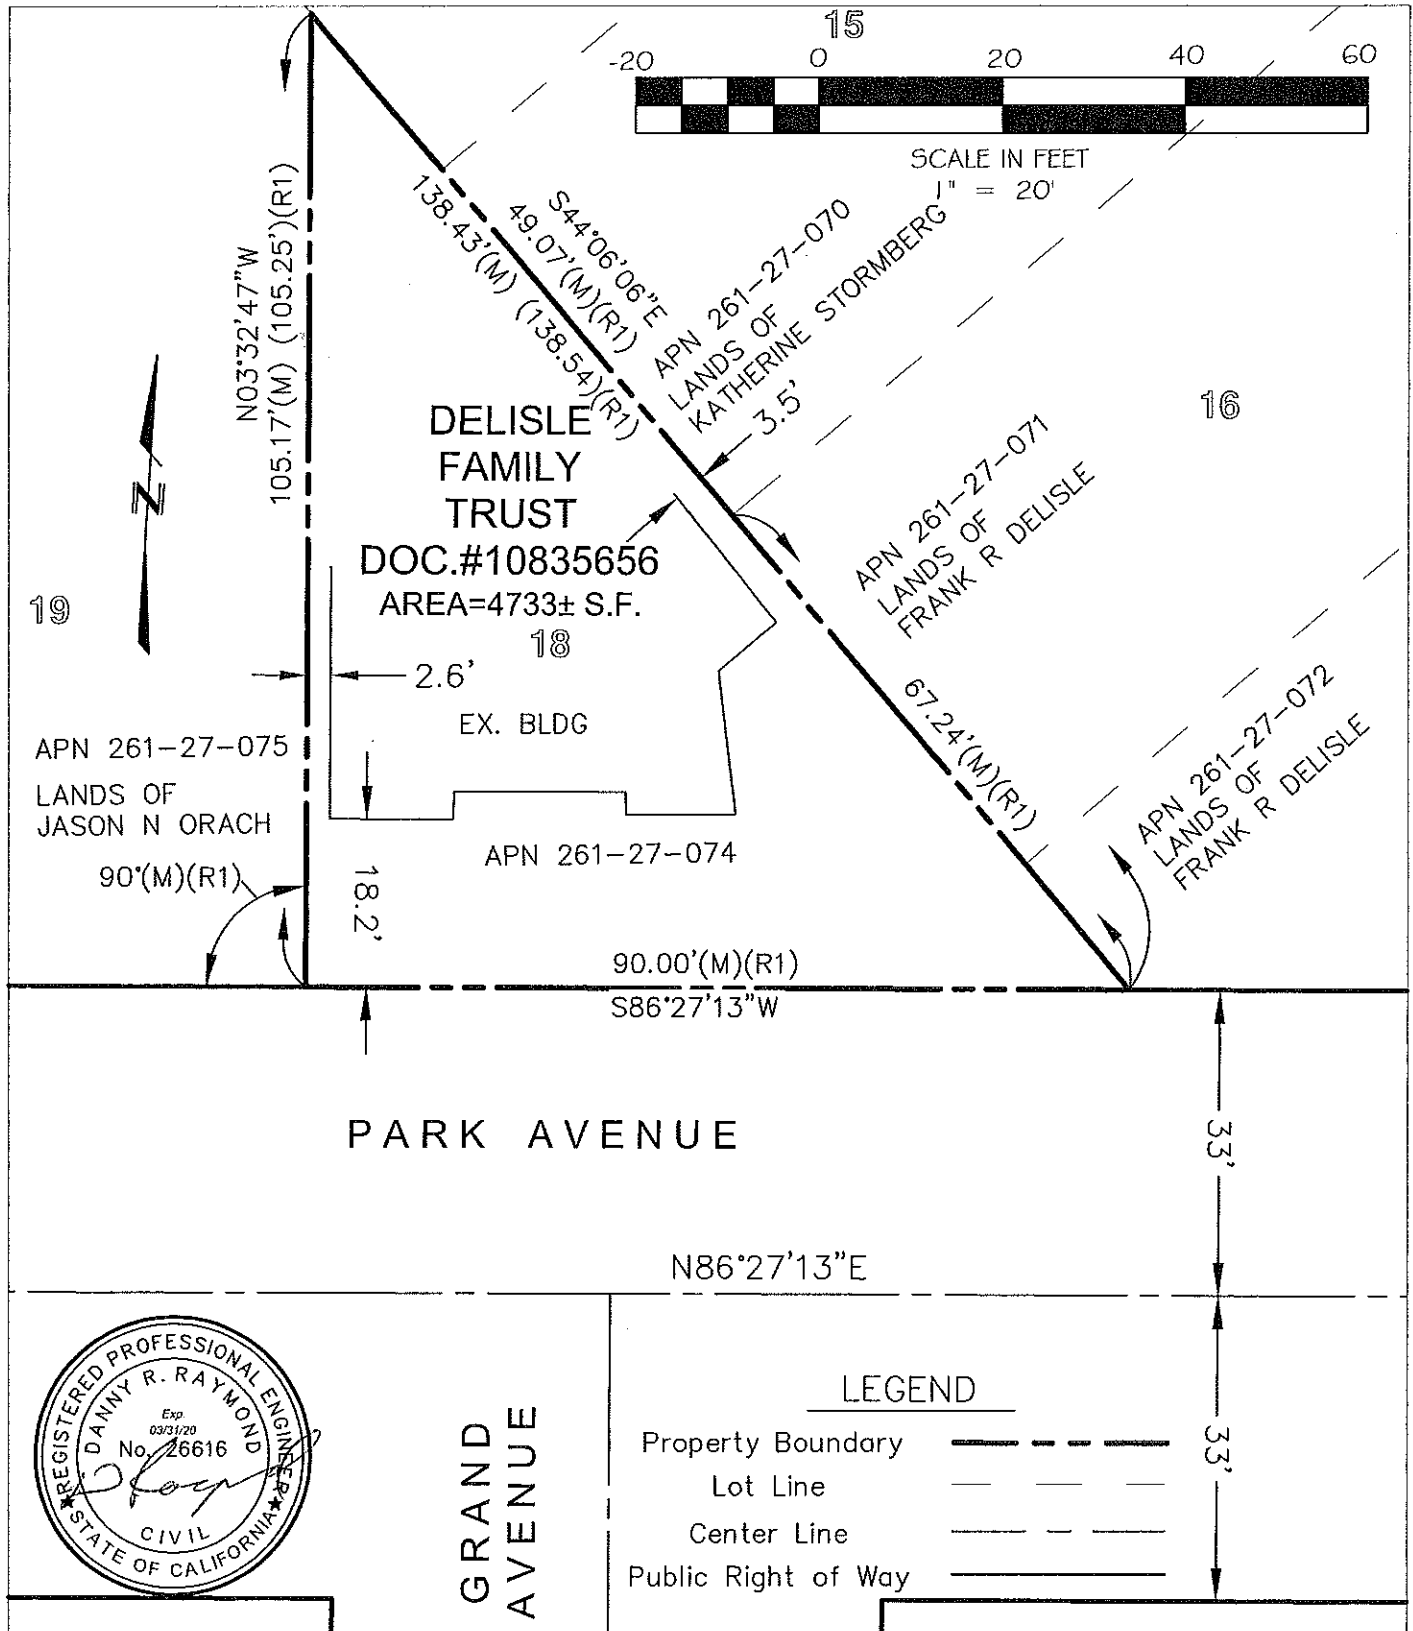 15
-20 0 20 40 60
SCALE IN FEET
1" = 20'
N03°32'47"W
105.17'(M) (105.25')(R1)
S44°06'06"E
49.07'(M)(R1)
138.43'(M) (138.54)(R1)
APN 261-27-070
LANDS OF
KATHERINE STORMBERG
3.5'
16
DELISLE
FAMILY
TRUST
DOC.#10835656
AREA=4733± S.F.
18
N
19
APN 261-27-071
LANDS OF
FRANK R DELISLE
2.6'
EX. BLDG
67.24'(M)(R1)
APN 261-27-072
LANDS OF
FRANK R DELISLE
APN 261-27-075
LANDS OF
JASON N ORACH
90°(M)(R1)
18.2'
APN 261-27-074
90.00'(M)(R1)
S86°27'13"W
PARK AVENUE
33'
N86°27'13"E
REGISTERED PROFESSIONAL ENGINEER
DANNY R. RAYMOND
Exp.
03/31/20
No. 26616
CIVIL
STATE OF CALIFORNIA
GRAND
AVENUE
LEGEND
Property Boundary
Lot Line
Center Line
Public Right of Way
33'